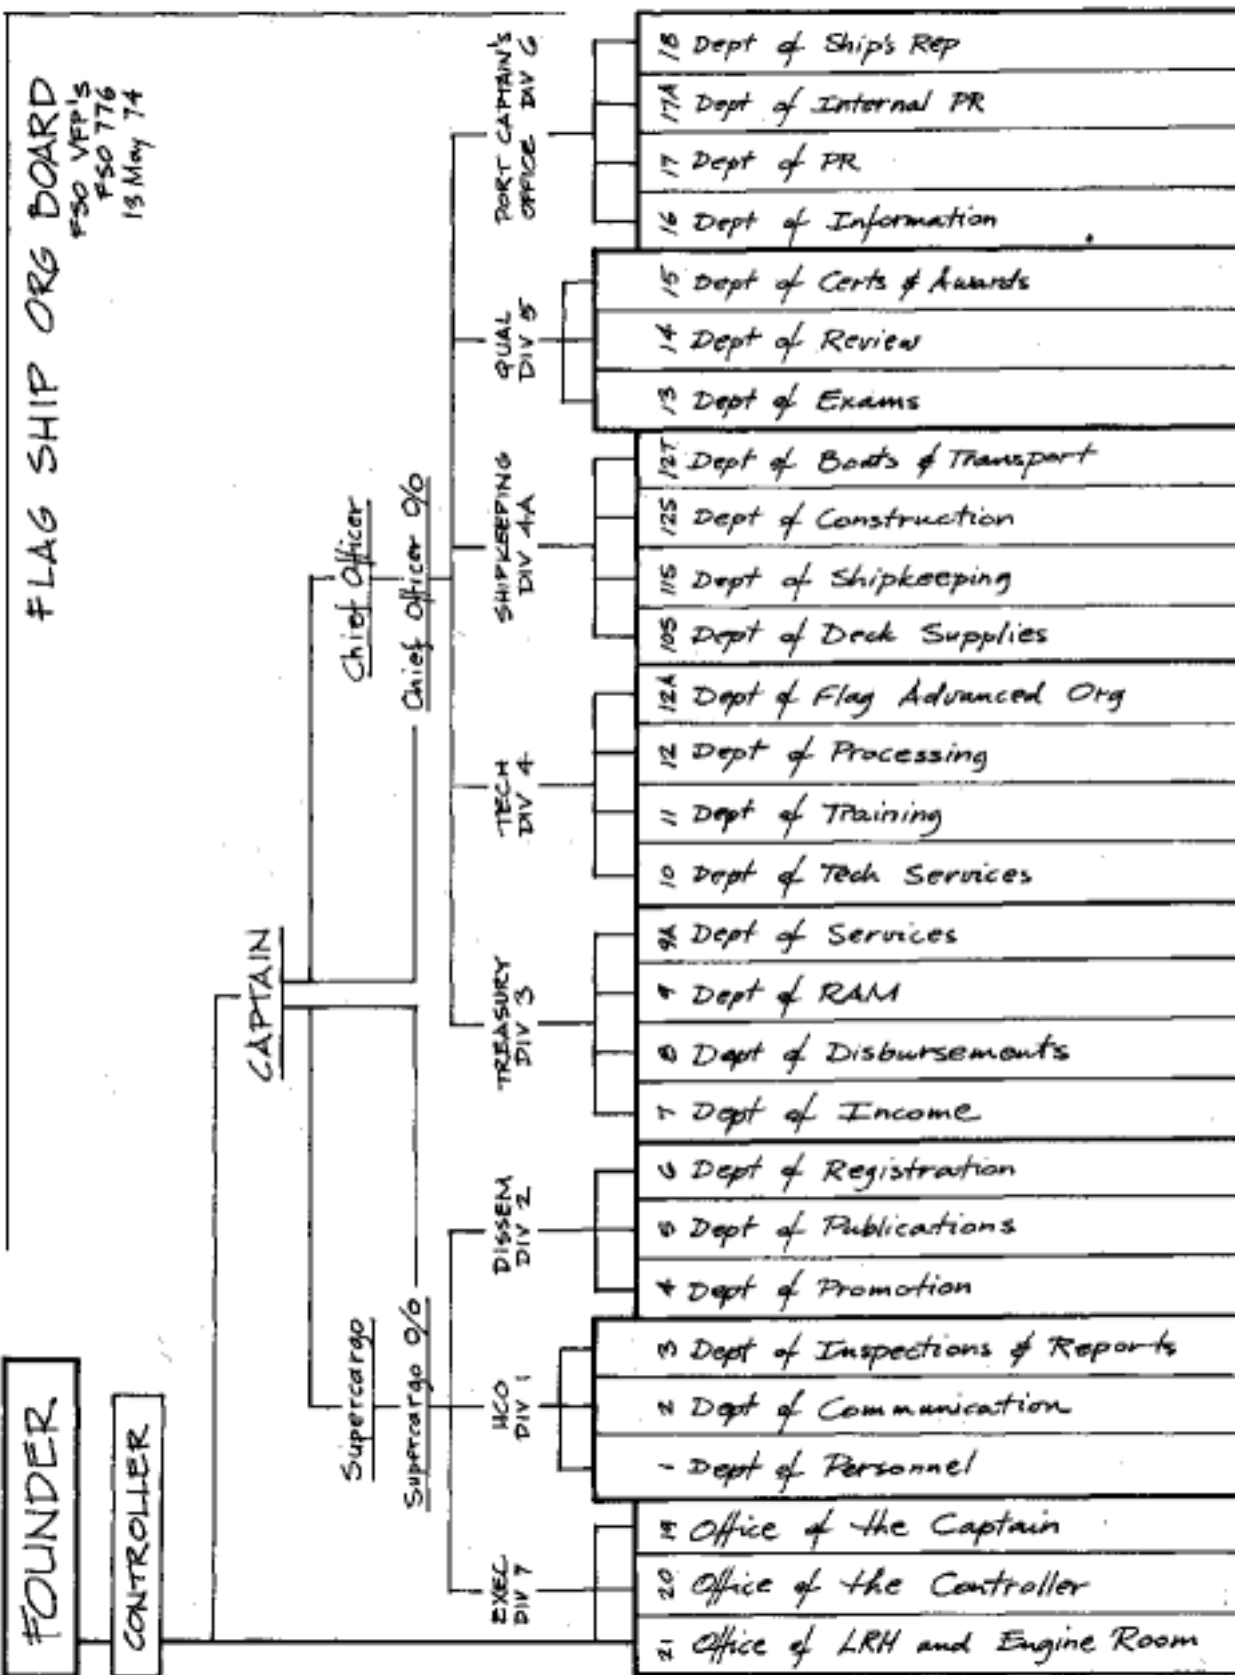 FLAG SHIP ORG BOARD
FSO VFP's
FSO 776
13 May 74
FOUNDER
CONTROLLER
CAPTAIN
Supercargo
Supercargo O/O
Chief Officer
Chief Officer O/O
EXEC
DIV 7
HCO
DIV 1
DISSEM
DIV 2
TREASURY
DIV 3
TECH
DIV 4
SHIPKEEPING
DIV 4A
QUAL
DIV 5
PORT CAPTAIN'S
OFFICE DIV 6
18 Dept of Ship's Rep
17A Dept of Internal PR
17 Dept of PR
16 Dept of Information
15 Dept of Certs & Awards
14 Dept of Review
13 Dept of Exams
12T Dept of Boats & Transport
12S Dept of Construction
11S Dept of Shipkeeping
10S Dept of Deck Supplies
12A Dept of Flag Advanced Org
12 Dept of Processing
11 Dept of Training
10 Dept of Tech Services
9A Dept of Services
9 Dept of RAM
8 Dept of Disbursements
7 Dept of Income
6 Dept of Registration
5 Dept of Publications
4 Dept of Promotion
3 Dept of Inspections & Reports
2 Dept of Communication
1 Dept of Personnel
19 Office of the Captain
20 Office of the Controller
21 Office of LRH and Engine Room